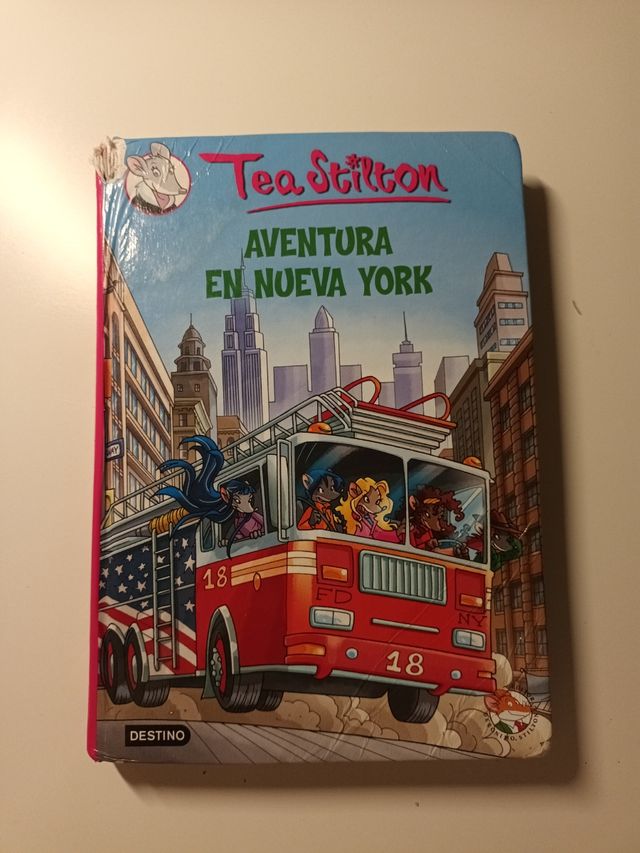 Tea Stilton
AVENTURA
EN NUEVA YORK
18
FD
NY
18
DESTINO